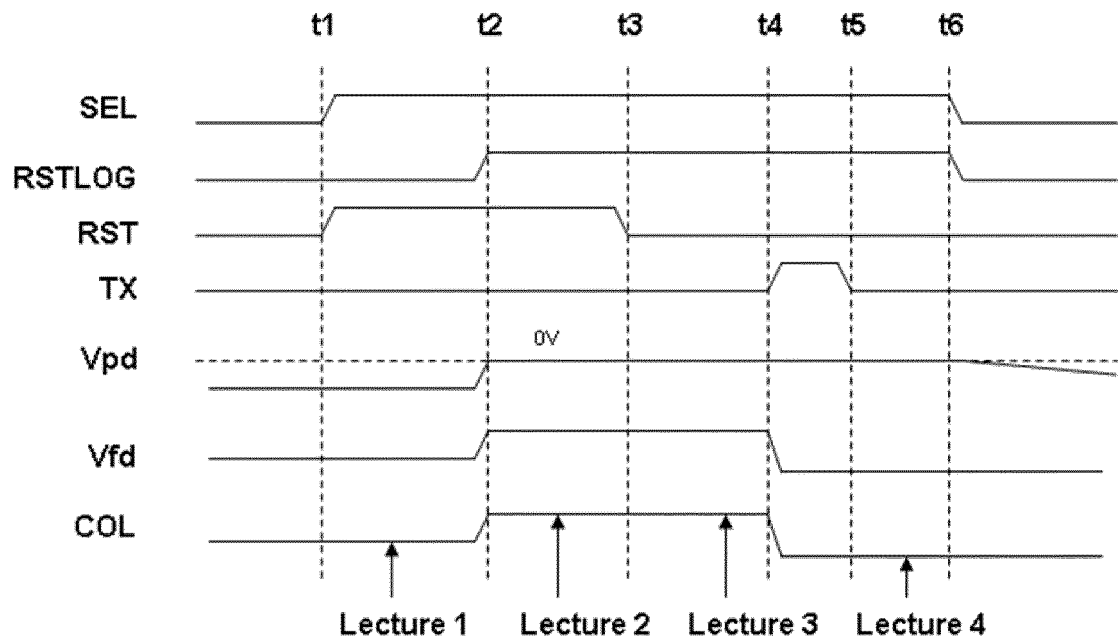 t1 t2 t3 t4 t5 t6
SEL
RSTLOG
RST
TX
0V
Vpd
Vfd
COL
Lecture 1 Lecture 2 Lecture 3 Lecture 4